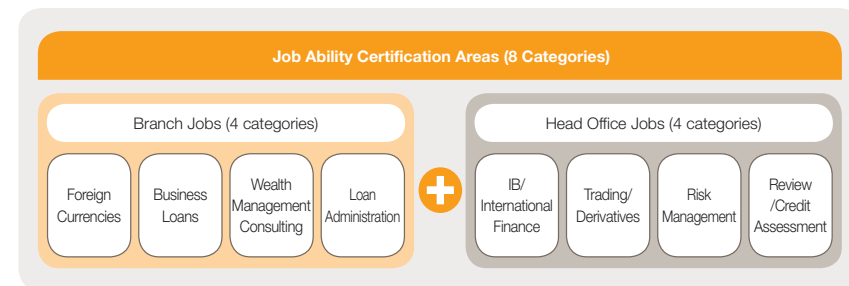 Job Ability Certification Areas (8 Categories)
Branch Jobs (4 categories)
Foreign
Currencies
Business
Loans
Wealth
Management
Consulting
Loan
Administration
Head Office Jobs (4 categories)
IB/
International
Finance
Trading/
Derivatives
Risk
Management
Review
/Credit
Assessment